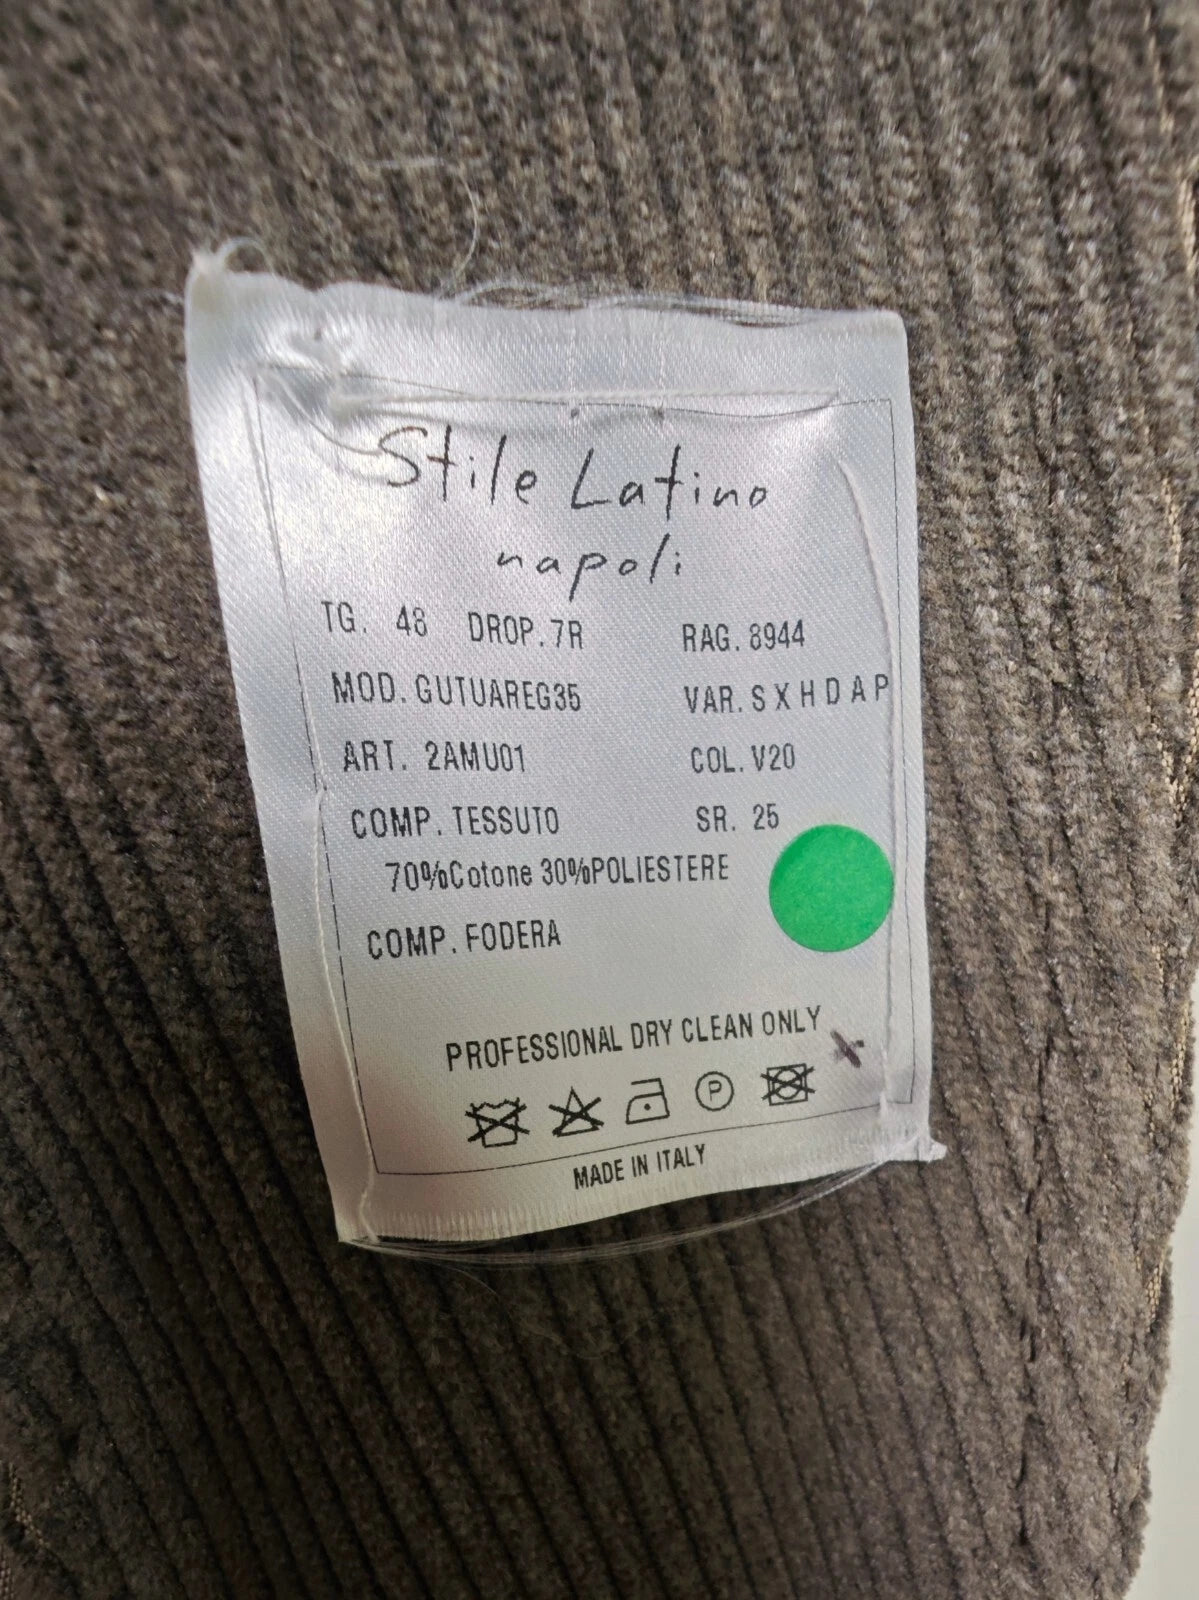 Stile Latino
napoli
TG. 48 DROP. 7R RAG. 8944
MOD. GUTUAREG35 VAR. S X H D A P
ART. 2AMU01 COL. V20
COMP. TESSUTO SR. 25
70%Cotone 30%POLIESTERE
COMP. FODERA
PROFESSIONAL DRY CLEAN ONLY
P
MADE IN ITALY